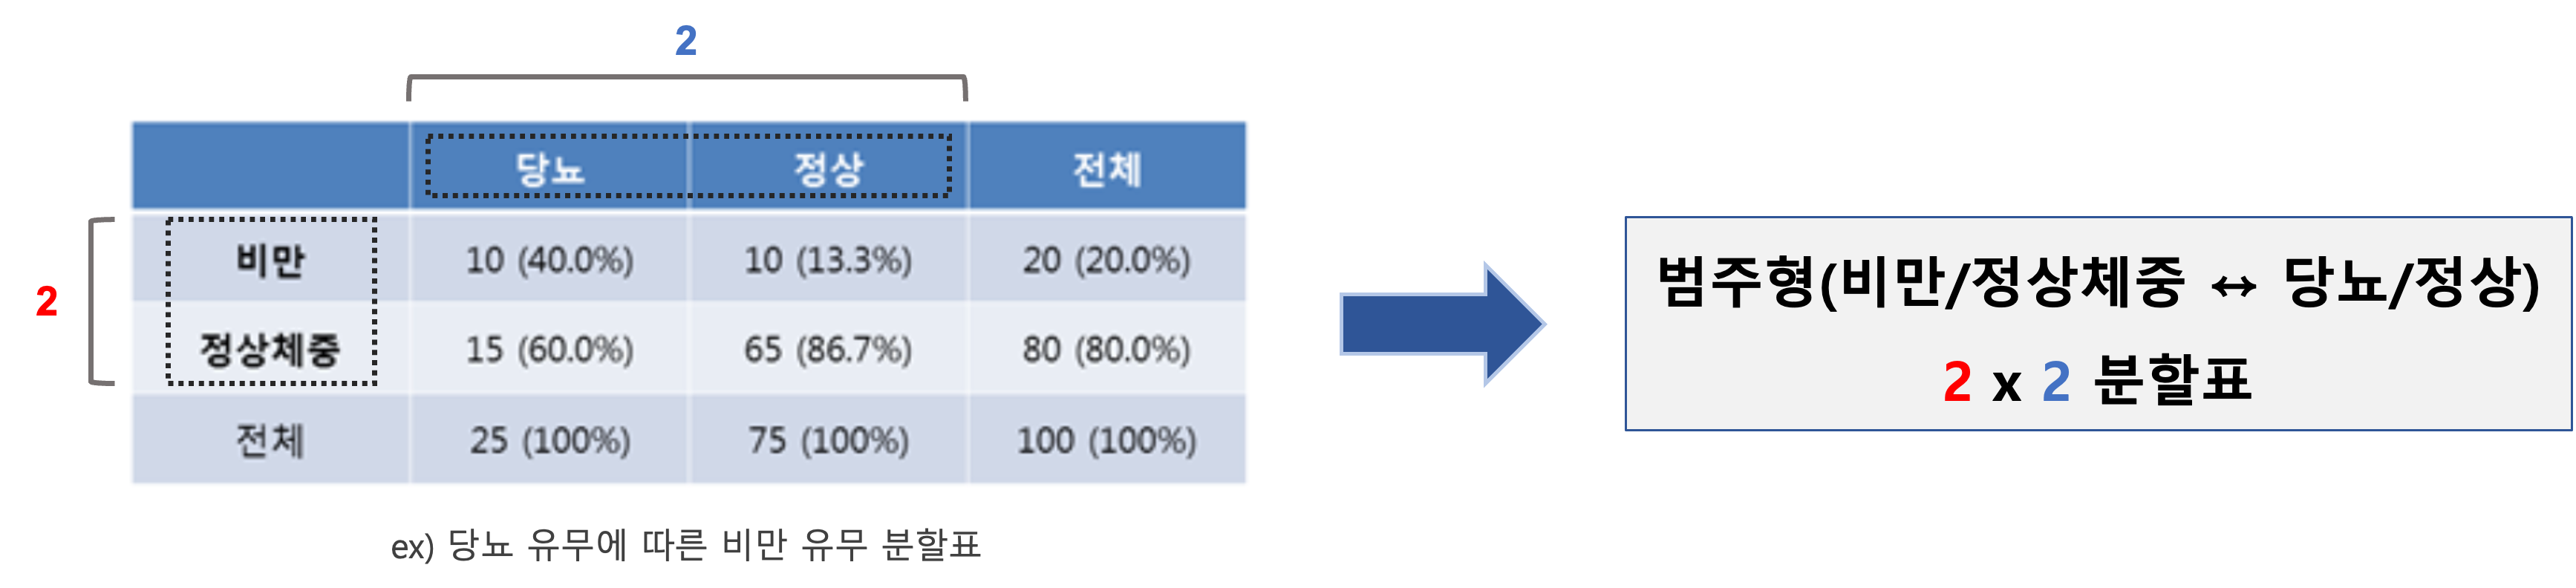 2
당뇨 정상 전체
2
비만 10 (40.0%) 10 (13.3%) 20 (20.0%)
정상체중 15 (60.0%) 65 (86.7%) 80 (80.0%)
전체 25 (100%) 75 (100%) 100 (100%)
ex) 당뇨 유무에 따른 비만 유무 분할표
범주형(비만/정상체중 ↔ 당뇨/정상)
2 x 2 분할표